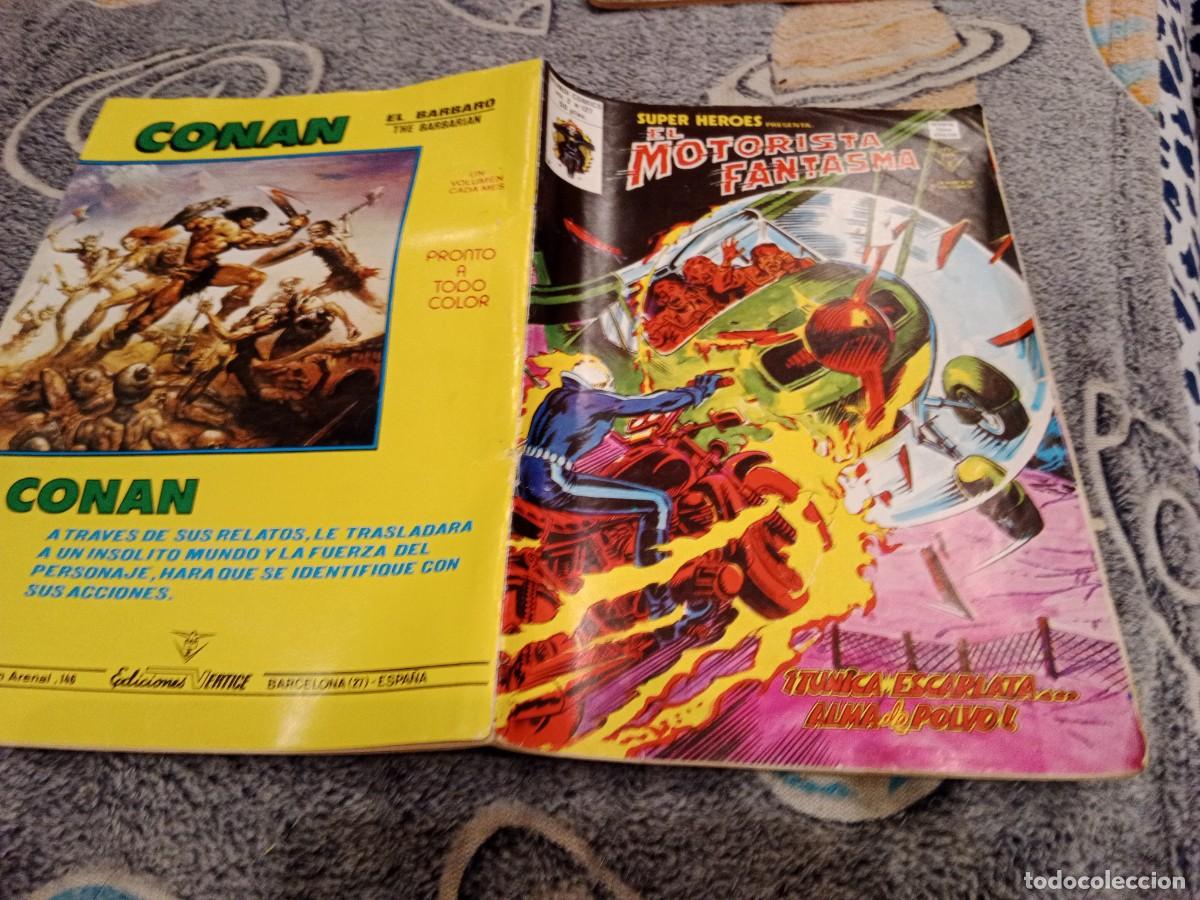 CONAN
EL BARBARO
THE BARBARIAN
UN
VOLUMEN
CADA MES
PRONTO
A
TODO
COLOR
CONAN
A TRAVES DE SUS RELATOS, LE TRASLADARA
A UN INSOLITO MUNDO Y LA FUERZA DEL
PERSONAJE, HARA QUE SE IDENTIFIQUE CON
SUS ACCIONES.
Arenal, 146
Ediciones VERTICE
BARCELONA (27) - ESPAÑA
COMICS
SUPER HEROES PRESENTA
EL
MOTORISTA
FANTASMA
¡TUNICA ESCARLATA...
ALMA de POLVO!
todocoleccion